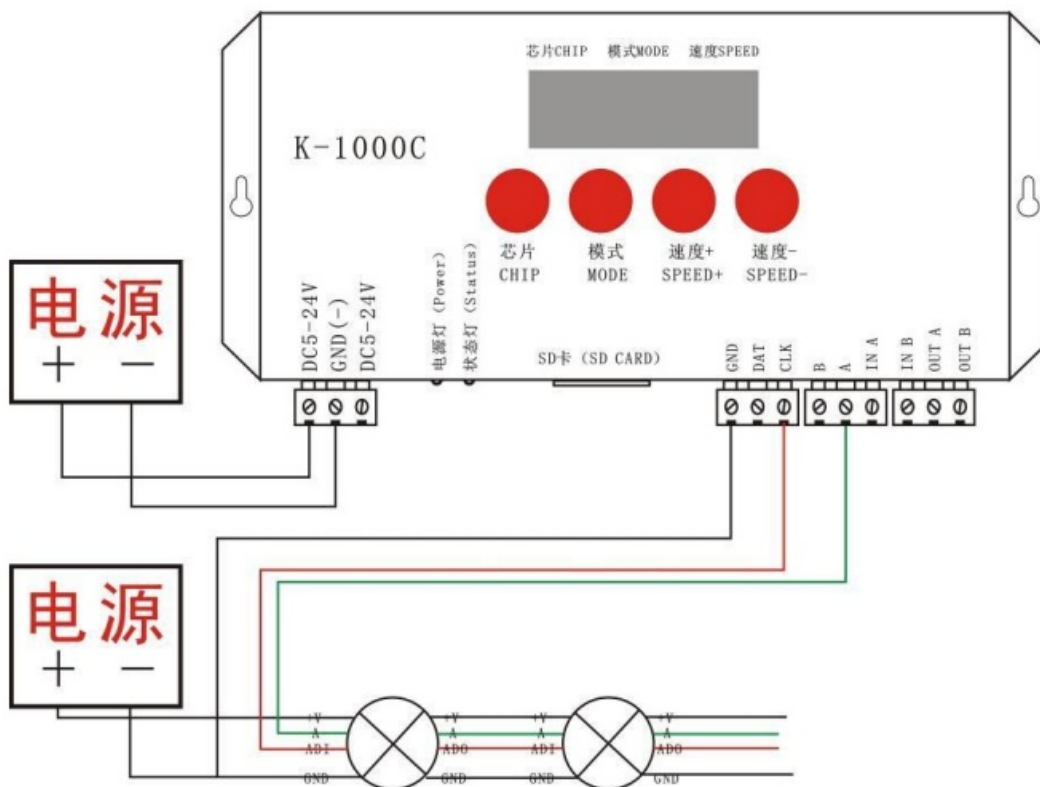 芯片CHIP 模式MODE 速度SPEED
K-1000C
芯片
CHIP
模式
MODE
速度+
SPEED+
速度-
SPEED-
DC5-24V
GND(-)
DC5-24V
电源灯(Power)
状态灯(Status)
SD卡(SD CARD)
GND
DAT
CLK
B
A
IN A
IN B
OUT A
OUT B
电源
+ −
电源
+ −
+V +V +V +V
A A A A
ADI ADO ADI ADO
GND GND GND GND